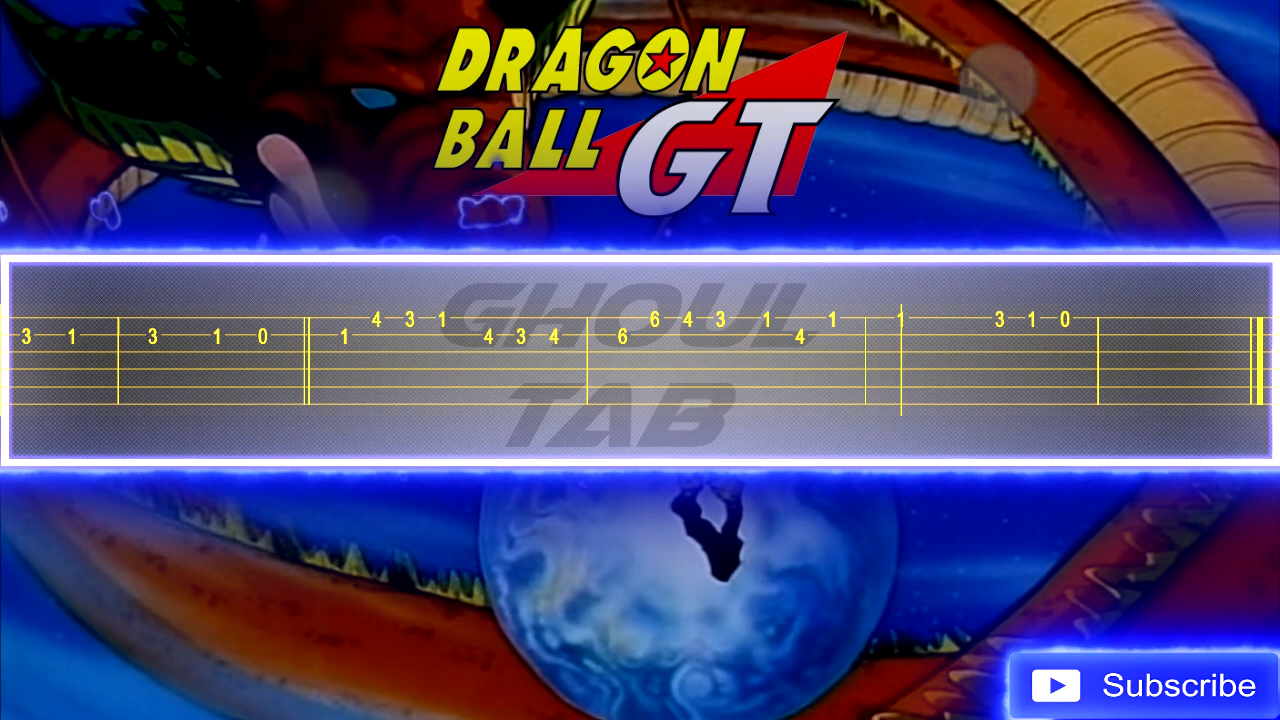 DRAGON
BALL GT
GHOUL
4 3 1 6 4 3 1 1 1 3 1 0
3 1 3 1 0 1 4 3 4 6 4
TAB
Subscribe